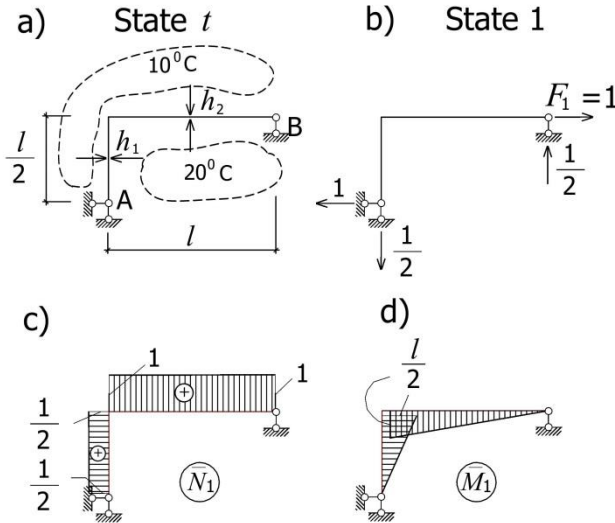 a) State t
10⁰C
h₂
B
l/2
h₁
20⁰C
A
l
b) State 1
F₁ =1
1/2
1
1/2
c)
1
1
1/2
1/2
N̅₁
d)
l/2
M̅₁